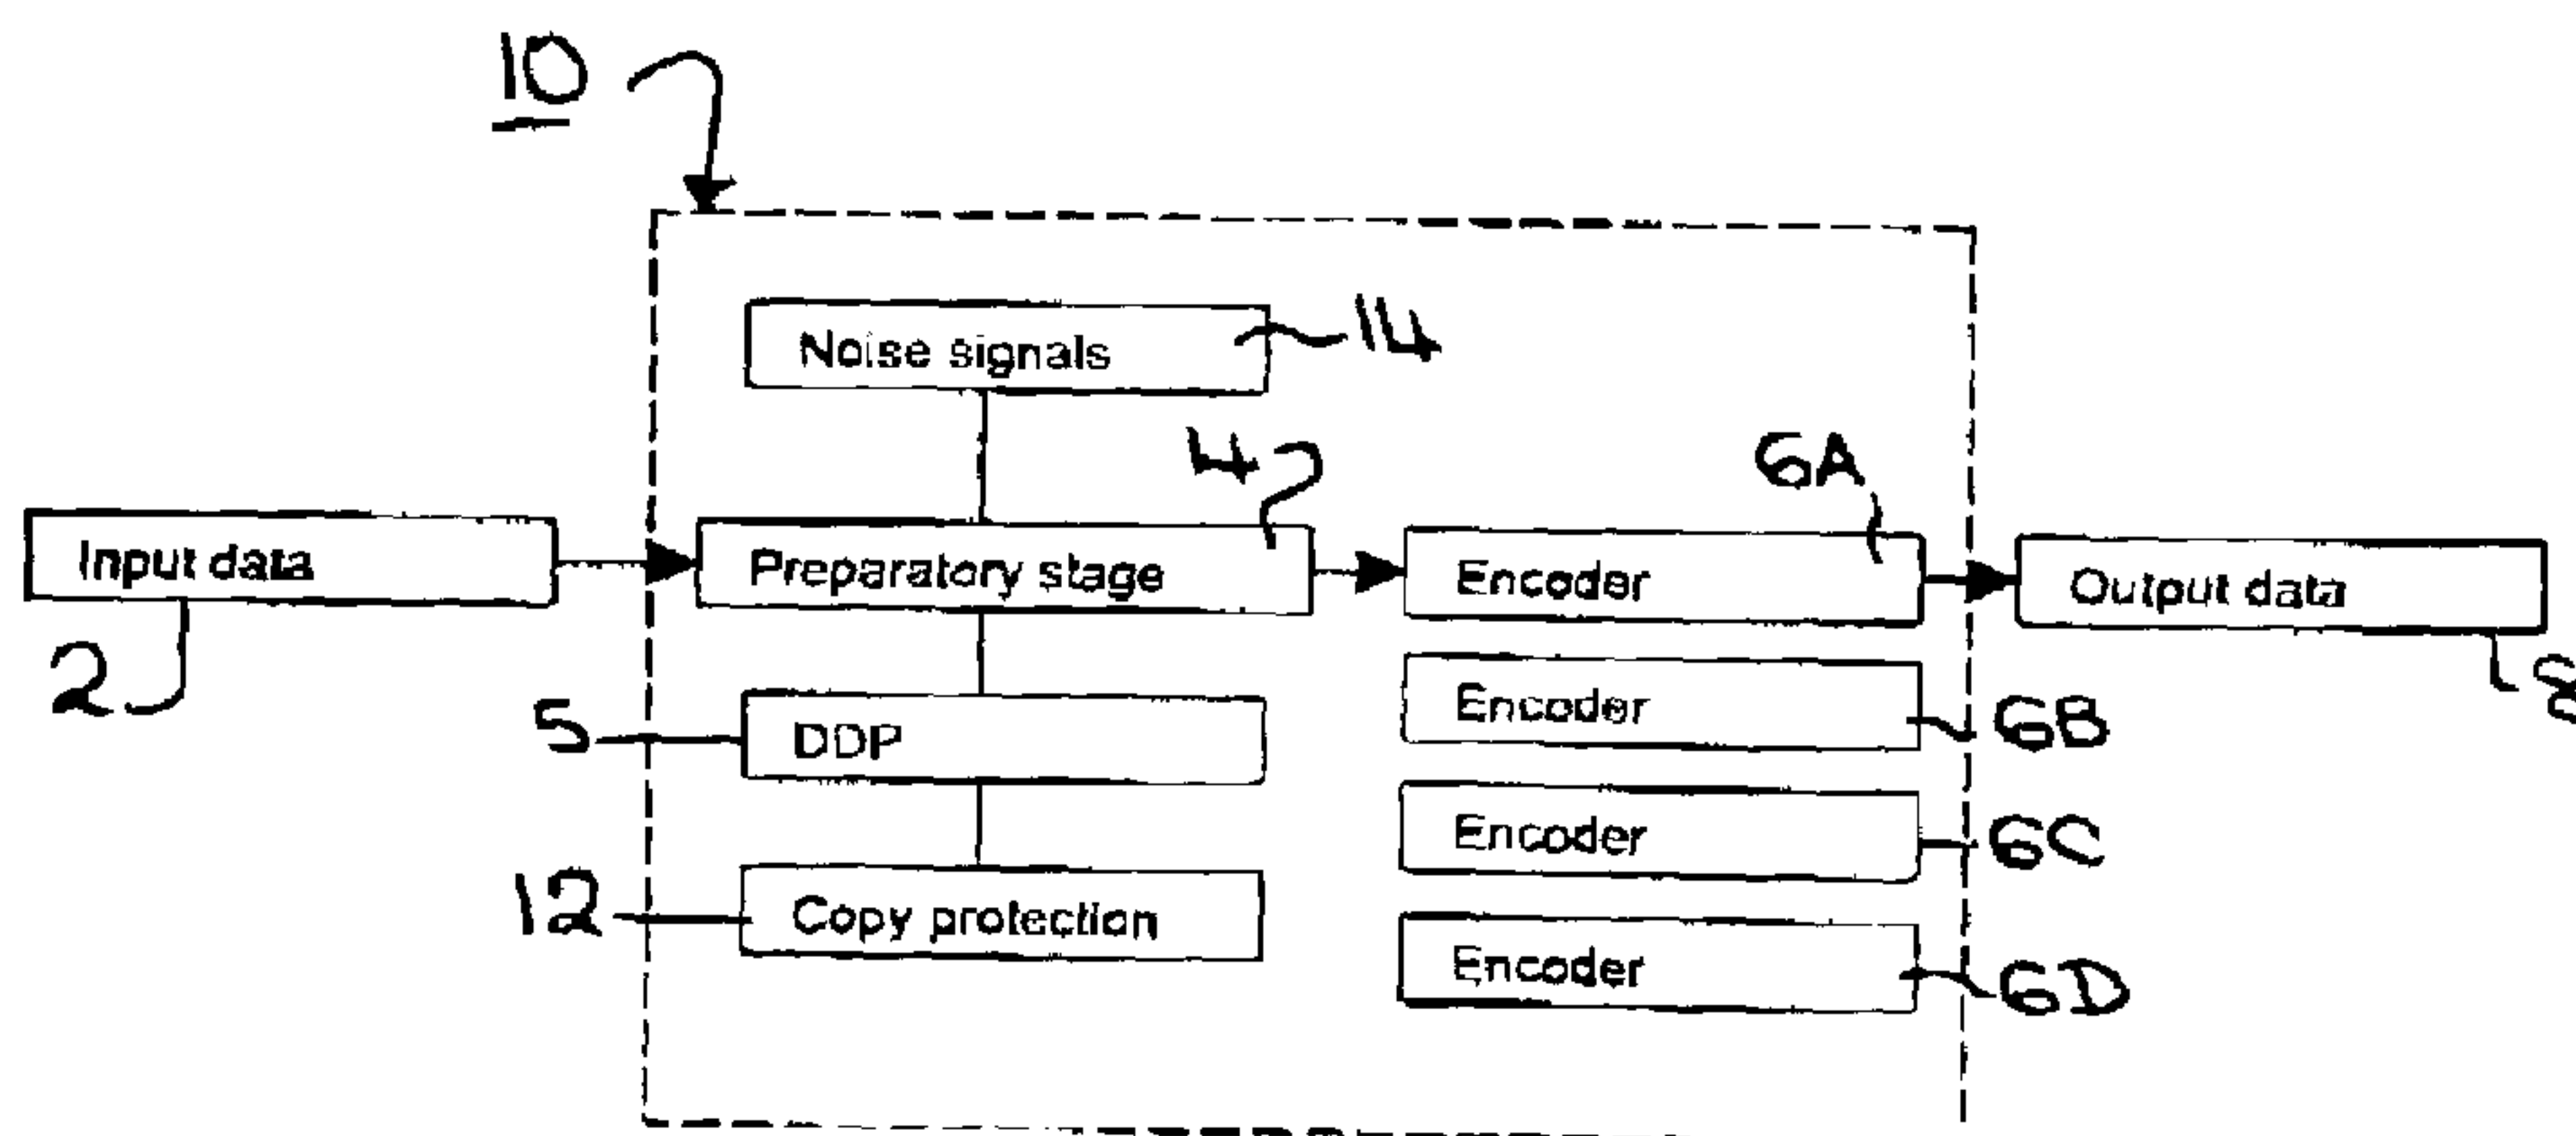 10
Noise signals
14
4
6A
Input data
Preparatory stage
Encoder
Output data
2
8
5
DDP
Encoder
6B
Encoder
6C
12
Copy protection
Encoder
6D